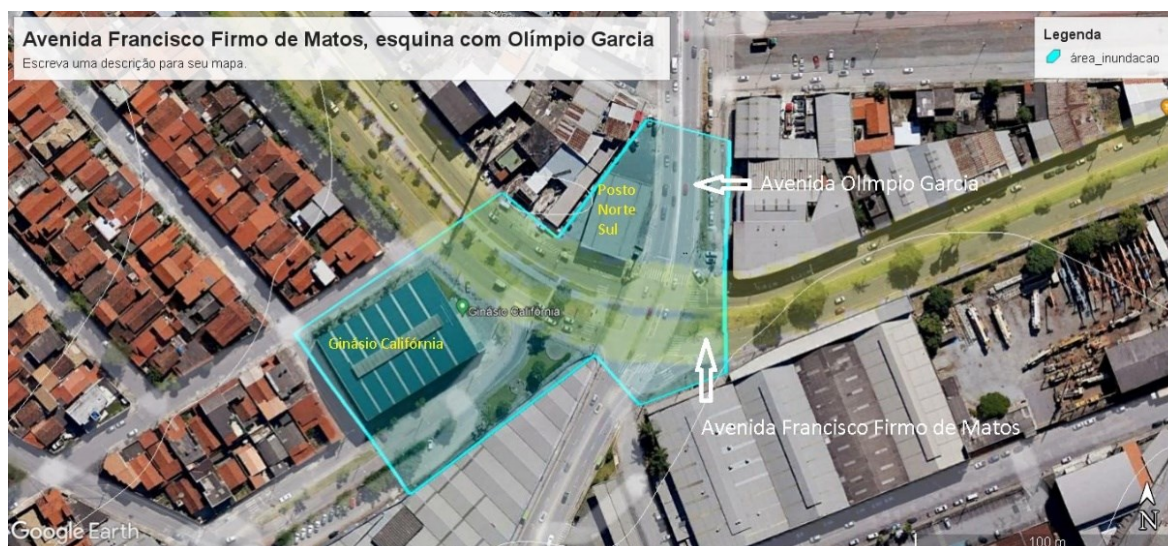 Avenida Francisco Firmo de Matos, esquina com Olímpio Garcia
Escreva uma descrição para seu mapa.
Legenda
área_inundacao
Posto
Norte
Sul
Avenida Olímpio Garcia
Ginásio Califórnia
Ginásio Califórnia
Avenida Francisco Firmo de Matos
Google Earth
N
100 m